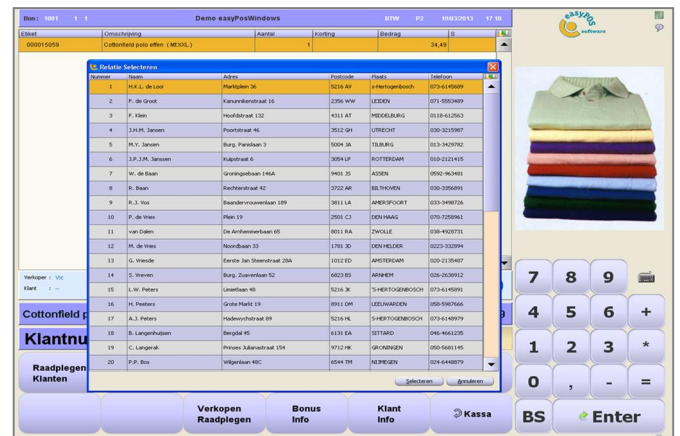 Bon: 1001 1 1 Demo easyPosWindows BTW P2 10/03/2013 17:10
easyPOS software
Etiket Omschrijving Aantal Korting Bedrag S
000015059 Cottonfield polo effen ( Mt:XXL ) 1 34,49
Relatie Selecteren
Nummer Naam Adres Postcode Plaats Telefoon
1 H.K.L. de Looi Marktplein 36 5216 AV s-Hertogenbosch 073-6145689
2 F. de Groot Kanunnikenstraat 16 2356 WW LEIDEN 071-5553489
3 F. Klein Hoofdstraat 132 4311 AT MIDDELBURG 0118-612563
4 J.H.M. Jansen Poortstraat 46 3512 GH UTRECHT 030-3215987
5 M.Y. Jansen Burg. Panislaan 3 5004 JA TILBURG 013-3429782
6 J.P.J.M. Janssen Kuipstraat 6 3054 LP ROTTERDAM 010-2121415
7 W. de Baan Groningsebaan 146A 9401 JS ASSEN 0592-963481
8 R. Baan Rechterstraat 42 3722 AR BILTHOVEN 030-3356891
9 R.J. Vos Baandervrouwenlaan 189 3811 LA AMERSFOORT 033-3498726
10 P. de Vries Plein 19 2501 CJ DEN HAAG 070-7258961
11 van Dalen De Arnhemmerbaan 65 8011 RA ZWOLLE 038-4928731
12 M. de Vries Noordbaan 33 1781 JD DEN HELDER 0223-332894
13 G. Vriesde Eerste Jan Steenstraat 28A 1012 ED AMSTERDAM 020-2135487
14 S. Weven Burg. Zuavenlaan 52 6823 BS ARNHEM 026-2638912
15 L.W. Peters Linietlaan 48 5216 JK 'S-HERTOGENBOSCH 073-6145891
16 H. Peeters Grote Markt 19 8911 DM LEEUWARDEN 058-5987666
17 A.J. Peters Hadewychstraat 89 5216 HL S-HERTOGENBOSCH 073-6148979
18 B. Langenhuijsen Bergdal 45 6131 EA SITTARD 046-4661235
19 C. Langerak Prinses Julianastraat 154 9712 HK GRONINGEN 050-5681145
20 P.P. Bos Wilgenlaan 48C 6544 TM NIJMEGEN 024-6448879
Selecteren Annuleren
Verkoper : Vic
Klant : --
Cottonfield p 9
Klantnu
Raadplegen
Klanten
Verkopen
Raadplegen
Bonus
Info
Klant
Info
Kassa
7 8 9
4 5 6 +
1 2 3 *
0 , - =
BS Enter